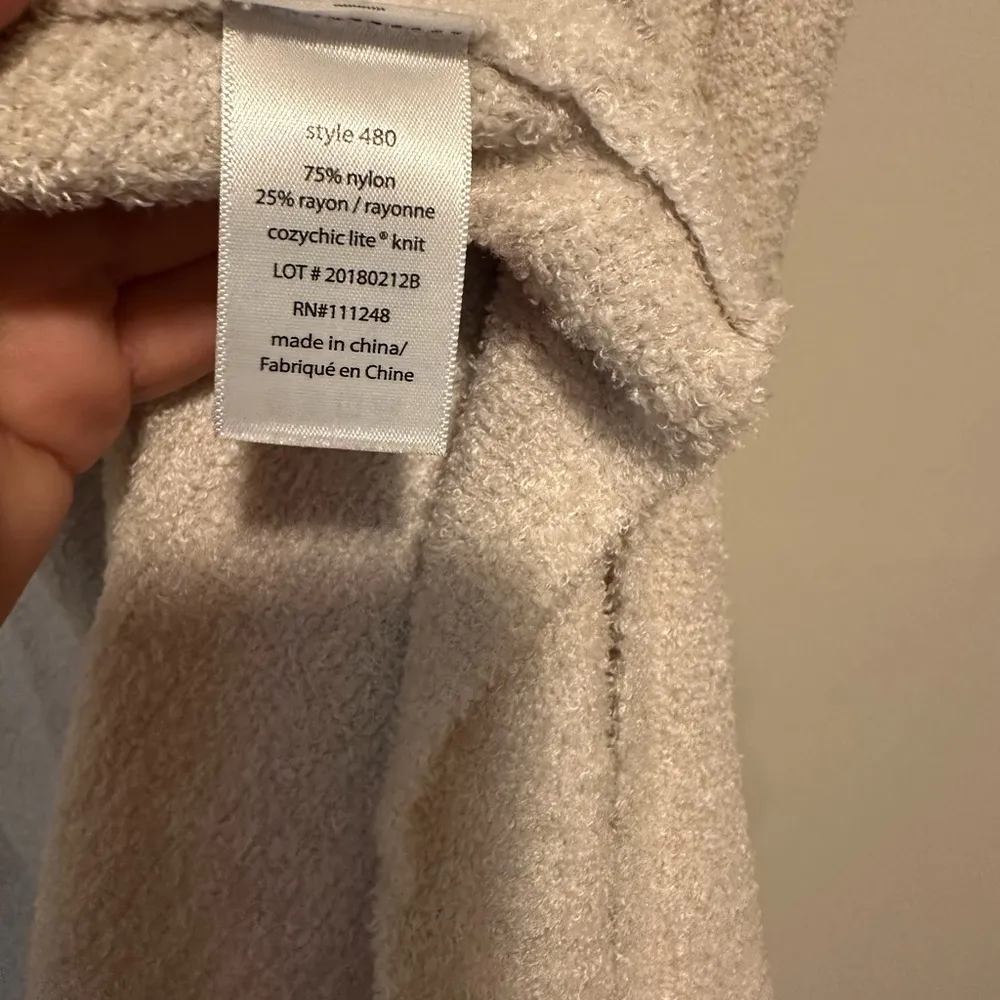 style 480
75% nylon
25% rayon / rayonne
cozychic lite® knit
LOT # 20180212B
RN#111248
made in china/
Fabriqué en Chine